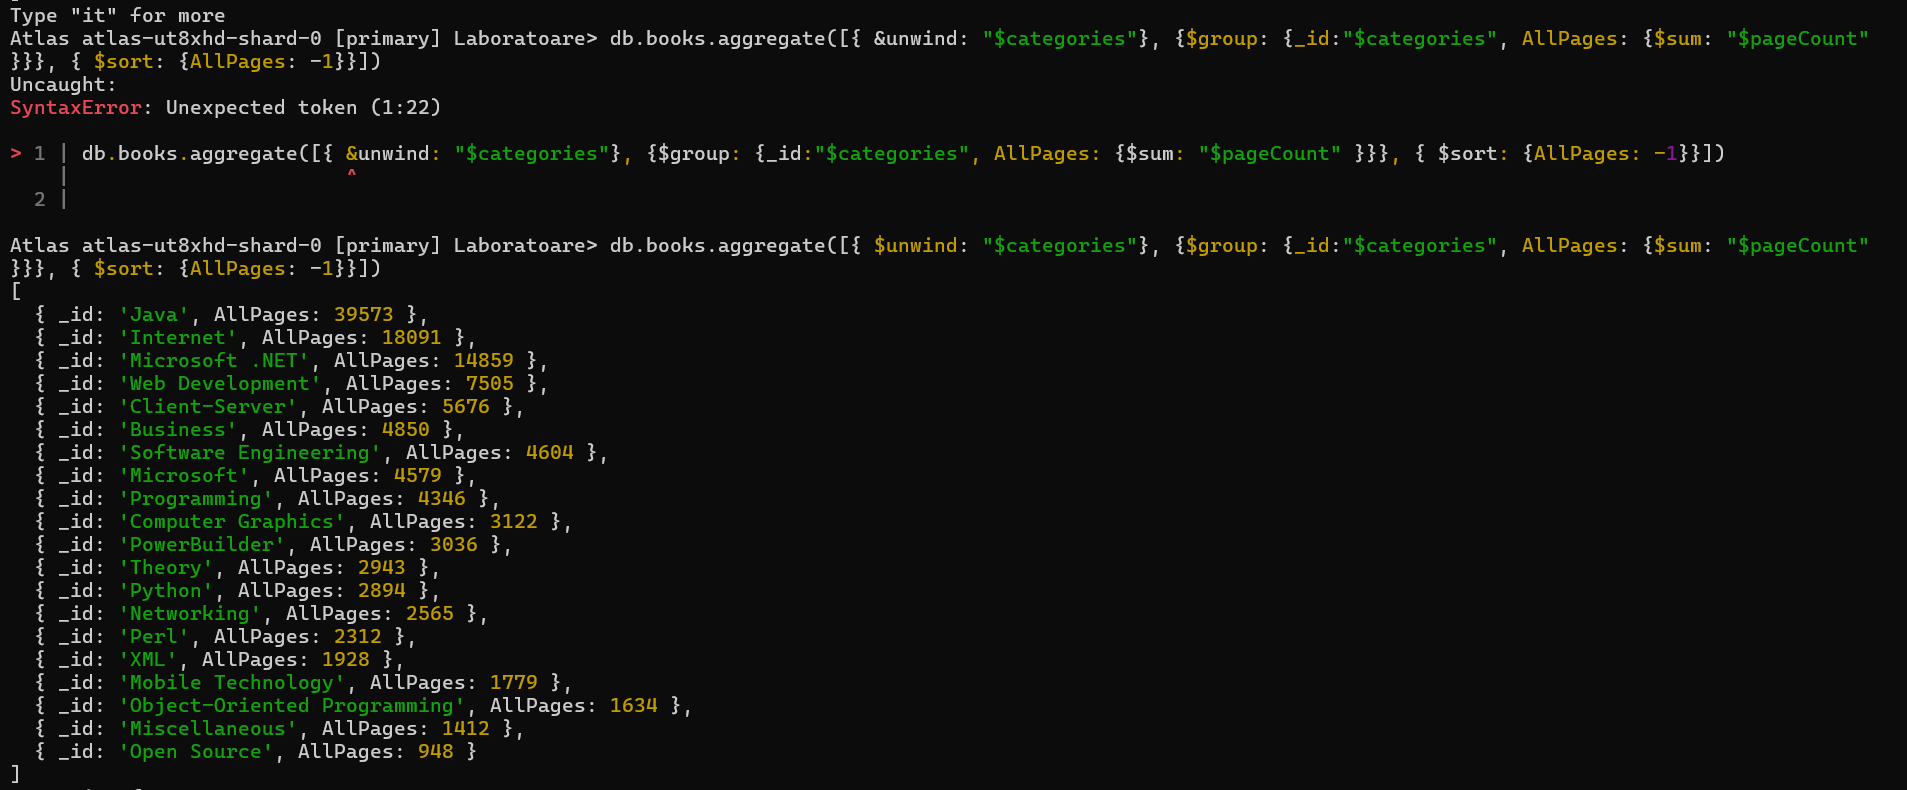 Type "it" for more
Atlas atlas-ut8xhd-shard-0 [primary] Laboratoare> db.books.aggregate([{ &unwind: "$categories"}, {$group: {_id:"$categories", AllPages: {$sum: "$pageCount"
}}}, { $sort: {AllPages: -1}}])
Uncaught:
SyntaxError: Unexpected token (1:22)
> 1 | db.books.aggregate([{ &unwind: "$categories"}, {$group: {_id:"$categories", AllPages: {$sum: "$pageCount" }}}, { $sort: {AllPages: -1}}])
| ^
2 |
Atlas atlas-ut8xhd-shard-0 [primary] Laboratoare> db.books.aggregate([{ $unwind: "$categories"}, {$group: {_id:"$categories", AllPages: {$sum: "$pageCount"
}}}, { $sort: {AllPages: -1}}])
[
{ _id: 'Java', AllPages: 39573 },
{ _id: 'Internet', AllPages: 18091 },
{ _id: 'Microsoft .NET', AllPages: 14859 },
{ _id: 'Web Development', AllPages: 7505 },
{ _id: 'Client-Server', AllPages: 5676 },
{ _id: 'Business', AllPages: 4850 },
{ _id: 'Software Engineering', AllPages: 4604 },
{ _id: 'Microsoft', AllPages: 4579 },
{ _id: 'Programming', AllPages: 4346 },
{ _id: 'Computer Graphics', AllPages: 3122 },
{ _id: 'PowerBuilder', AllPages: 3036 },
{ _id: 'Theory', AllPages: 2943 },
{ _id: 'Python', AllPages: 2894 },
{ _id: 'Networking', AllPages: 2565 },
{ _id: 'Perl', AllPages: 2312 },
{ _id: 'XML', AllPages: 1928 },
{ _id: 'Mobile Technology', AllPages: 1779 },
{ _id: 'Object-Oriented Programming', AllPages: 1634 },
{ _id: 'Miscellaneous', AllPages: 1412 },
{ _id: 'Open Source', AllPages: 948 }
]